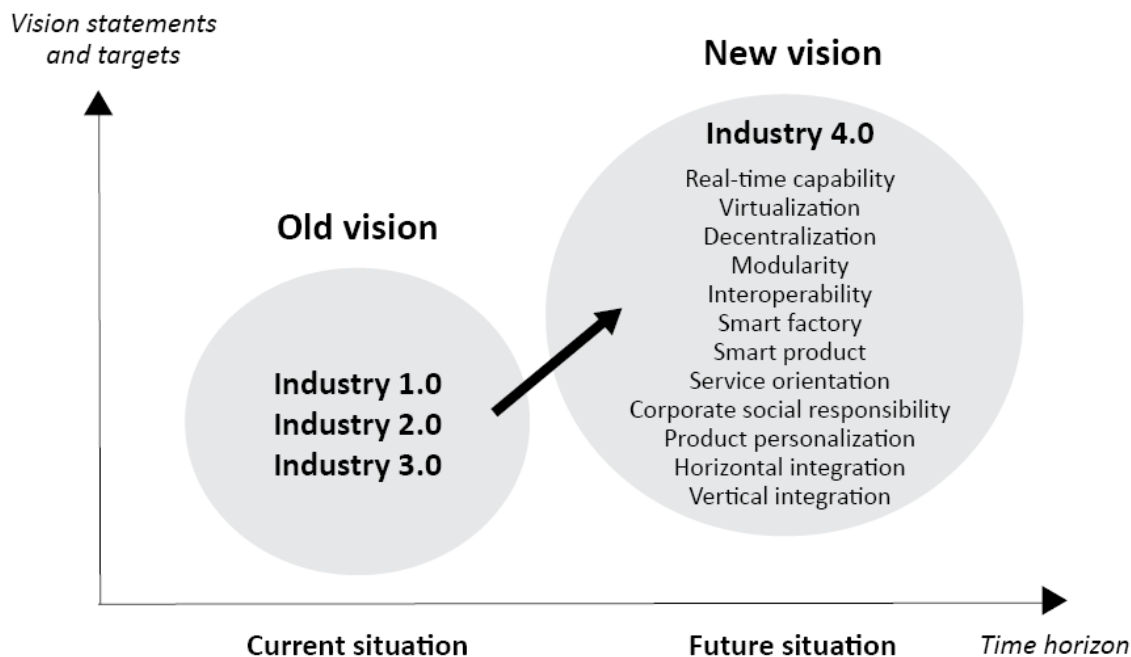 Vision statements
and targets
New vision
Industry 4.0
Real-time capability
Virtualization
Decentralization
Modularity
Interoperability
Smart factory
Smart product
Service orientation
Corporate social responsibility
Product personalization
Horizontal integration
Vertical integration
Old vision
Industry 1.0
Industry 2.0
Industry 3.0
Current situation
Future situation
Time horizon